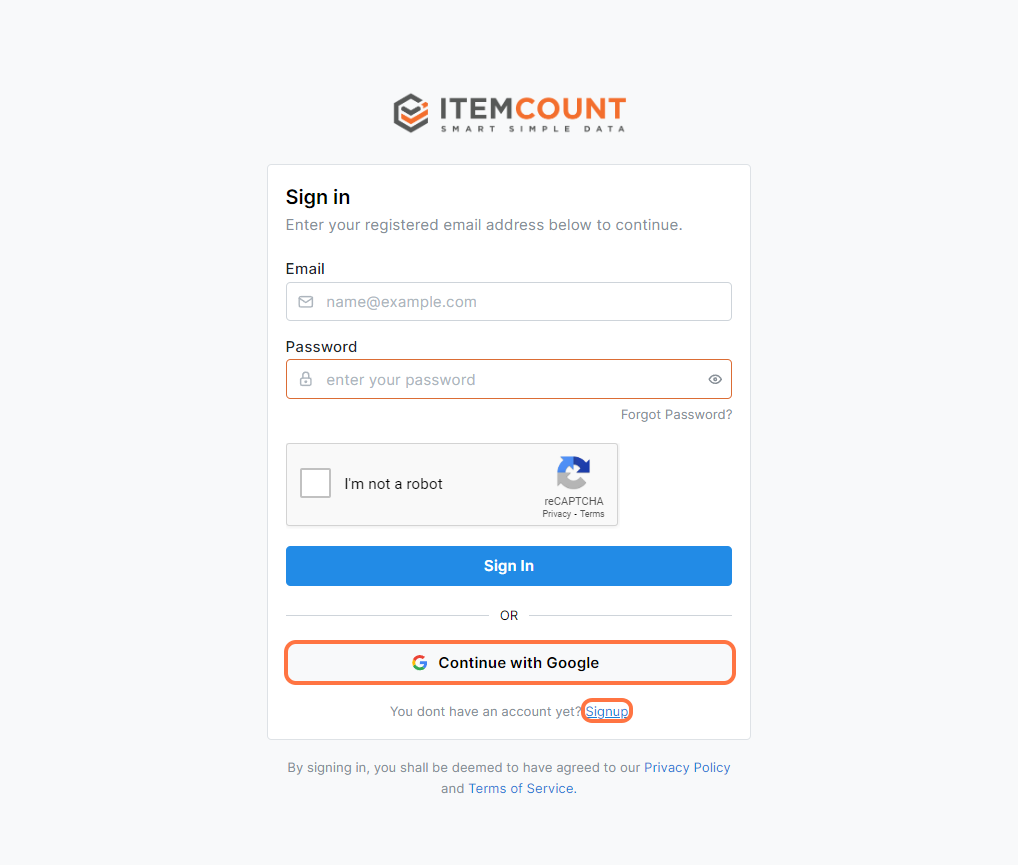 ITEMCOUNT
SMART SIMPLE DATA
Sign in
Enter your registered email address below to continue.
Email
name@example.com
Password
enter your password
Forgot Password?
I'm not a robot
reCAPTCHA
Privacy - Terms
Sign In
OR
Continue with Google
You dont have an account yet? Signup
By signing in, you shall be deemed to have agreed to our Privacy Policy
and Terms of Service.